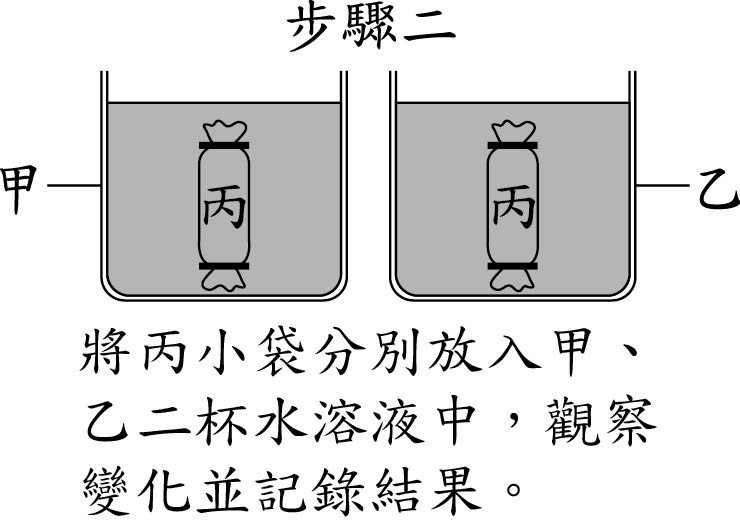 步驟二
甲
丙
丙
乙
將丙小袋分別放入甲、
乙二杯水溶液中，觀察
變化並記錄結果。